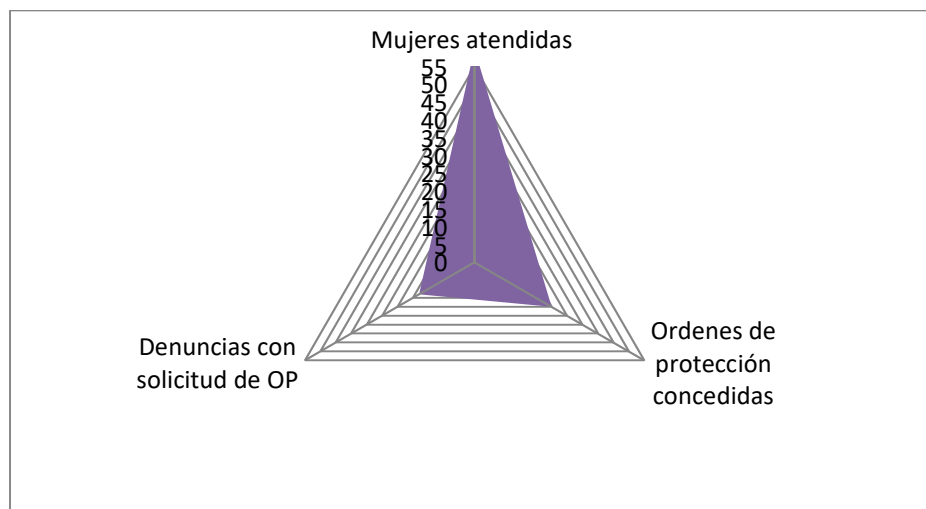 Mujeres atendidas
55
50
45
40
35
30
25
20
15
10
5
0
Denuncias con
solicitud de OP
Ordenes de
protección
concedidas